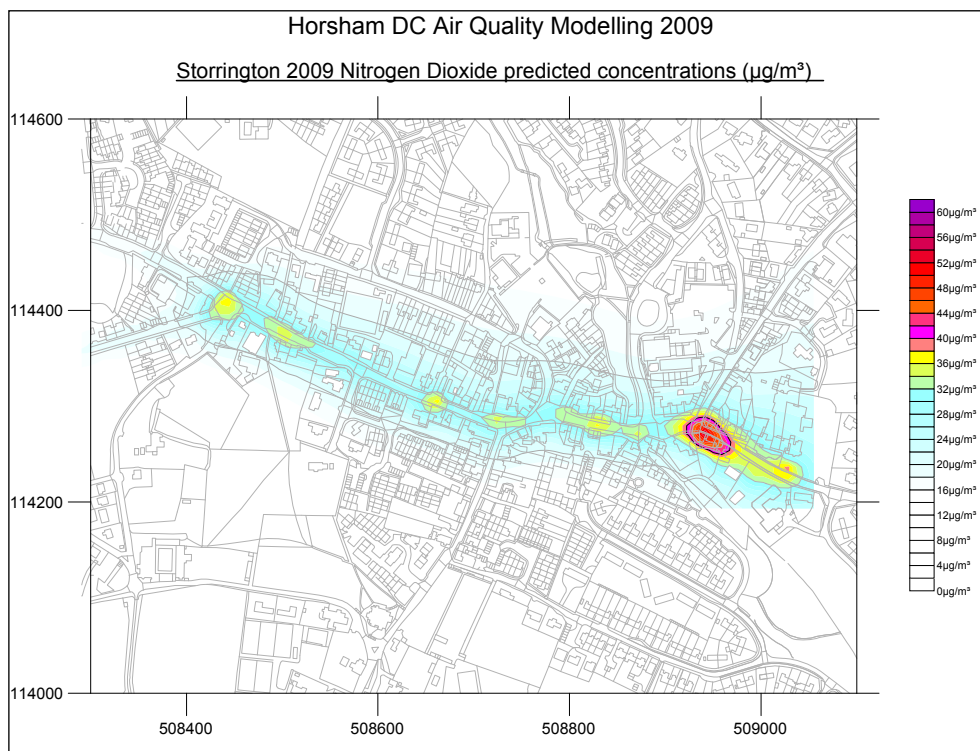 Horsham DC Air Quality Modelling 2009
Storrington 2009 Nitrogen Dioxide predicted concentrations (µg/m³)
114600
114400
114200
114000
508400
508600
508800
509000
60µg/m³
56µg/m³
52µg/m³
48µg/m³
44µg/m³
40µg/m³
36µg/m³
32µg/m³
28µg/m³
24µg/m³
20µg/m³
16µg/m³
12µg/m³
8µg/m³
4µg/m³
0µg/m³